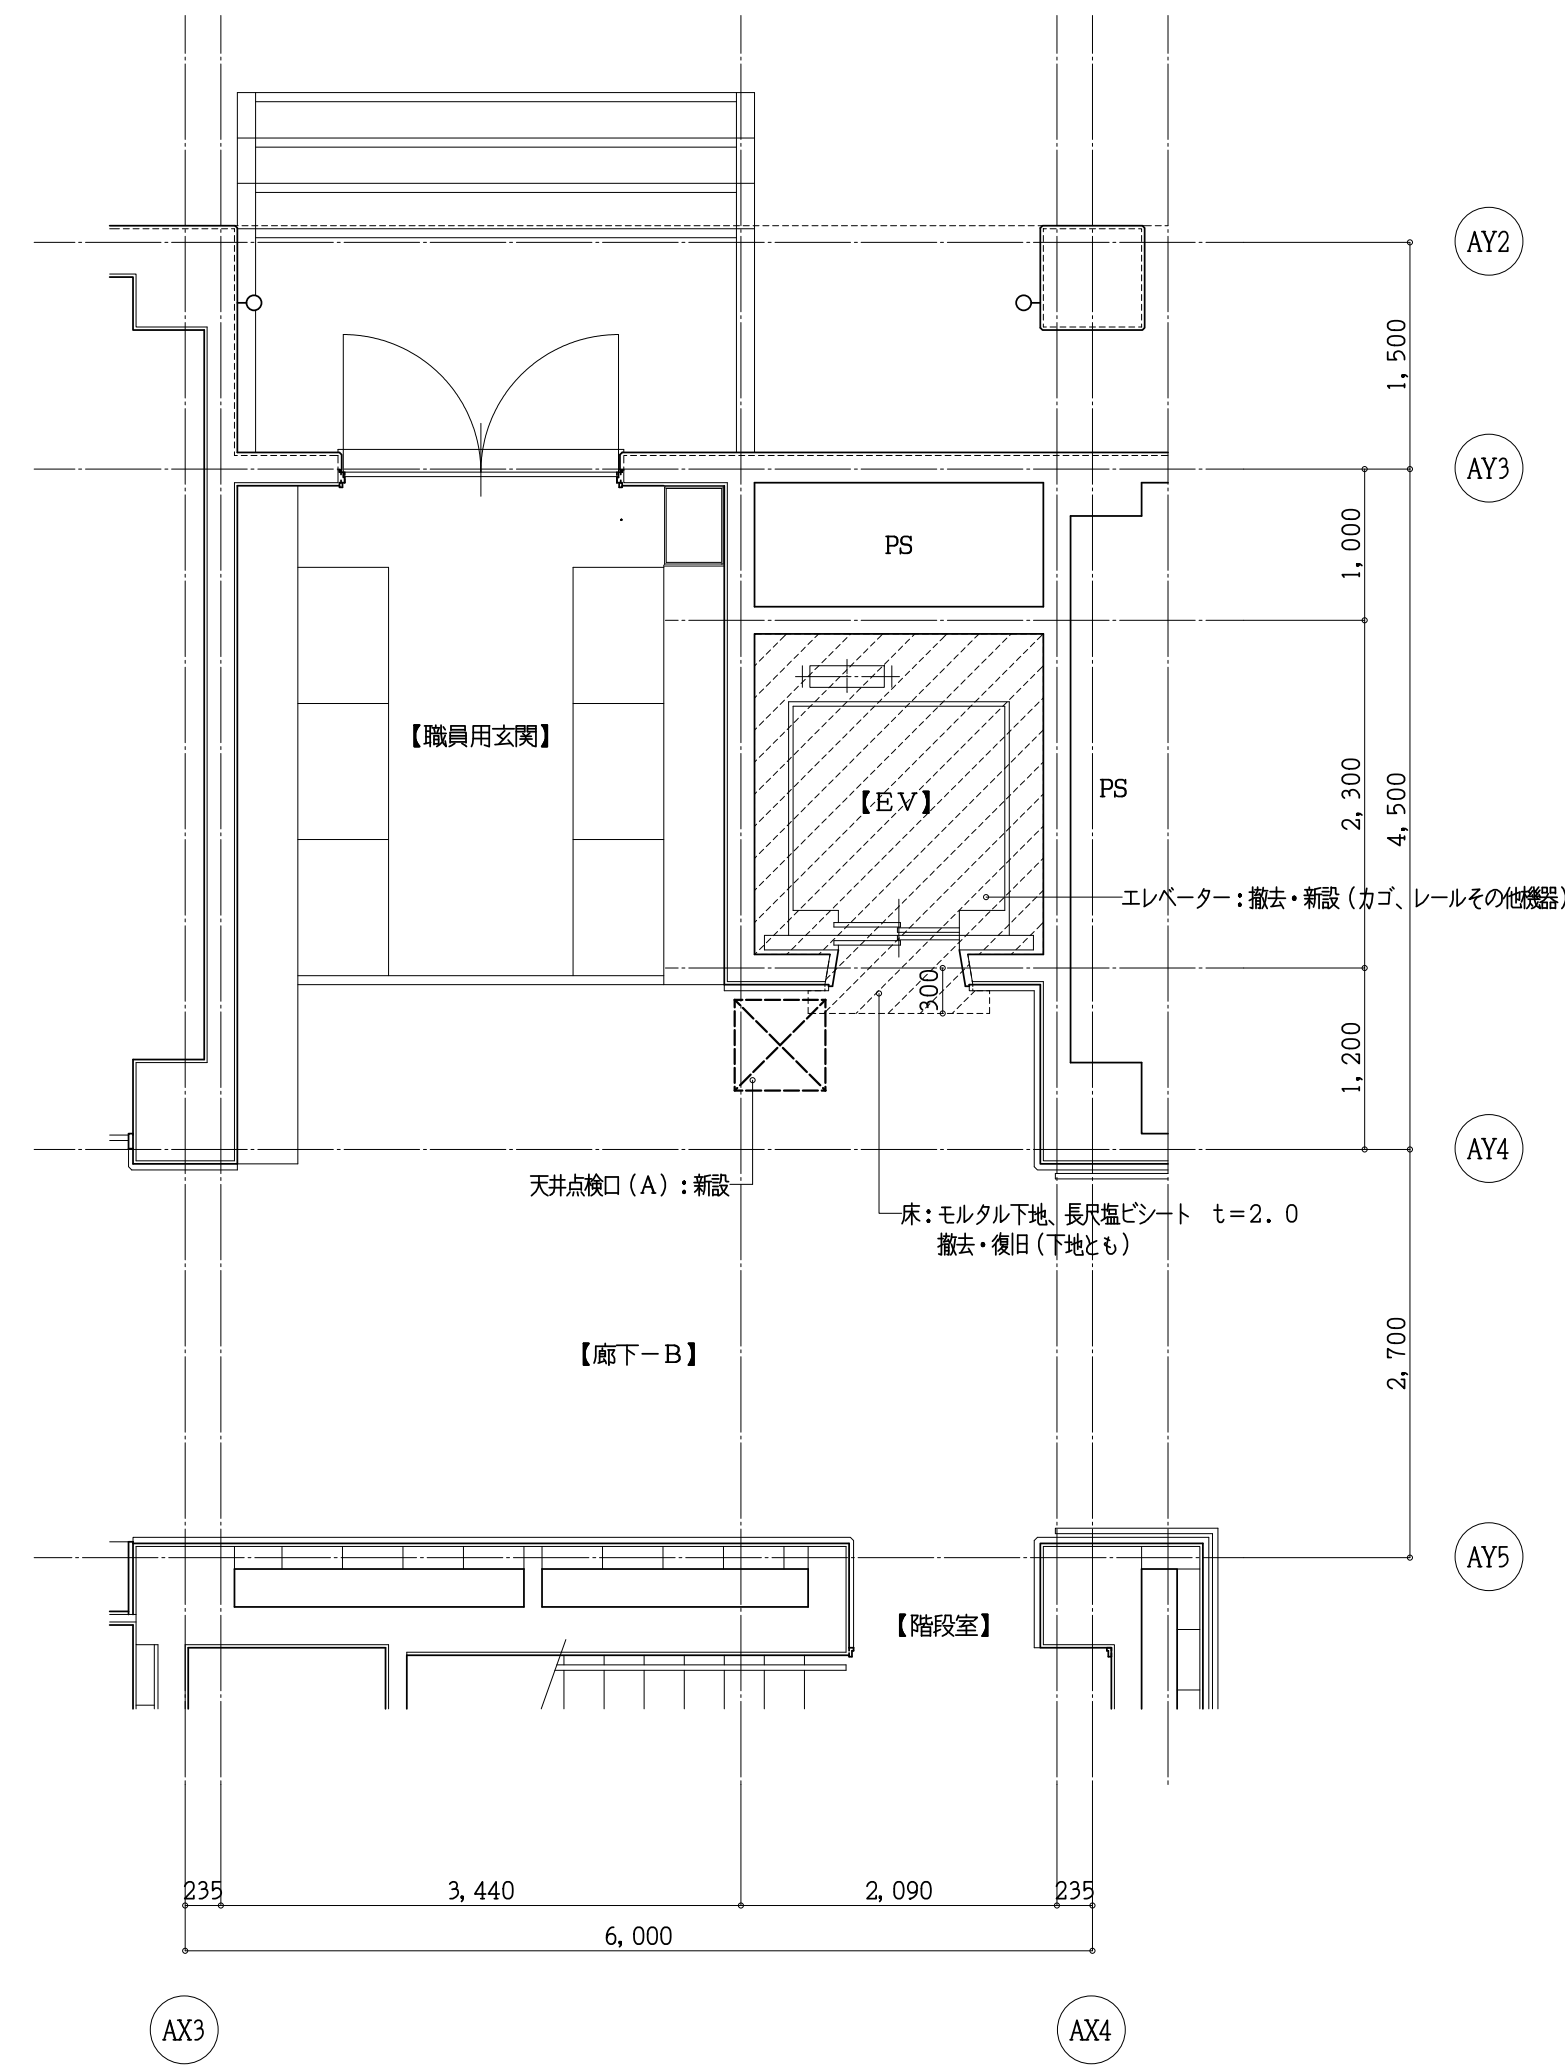 AY2
1,500
AY3
1,000
PS
【職員用玄関】
【EV】
PS
2,300
4,500
エレベーター：撤去・新設（カゴ、レールその他機器）
300
1,200
AY4
天井点検口（A）：新設
床：モルタル下地、長尺塩ビシート　t＝2．0
撤去・復旧（下地とも）
【廊下－B】
2,700
AY5
【階段室】
235
3,440
2,090
235
6,000
AX3
AX4